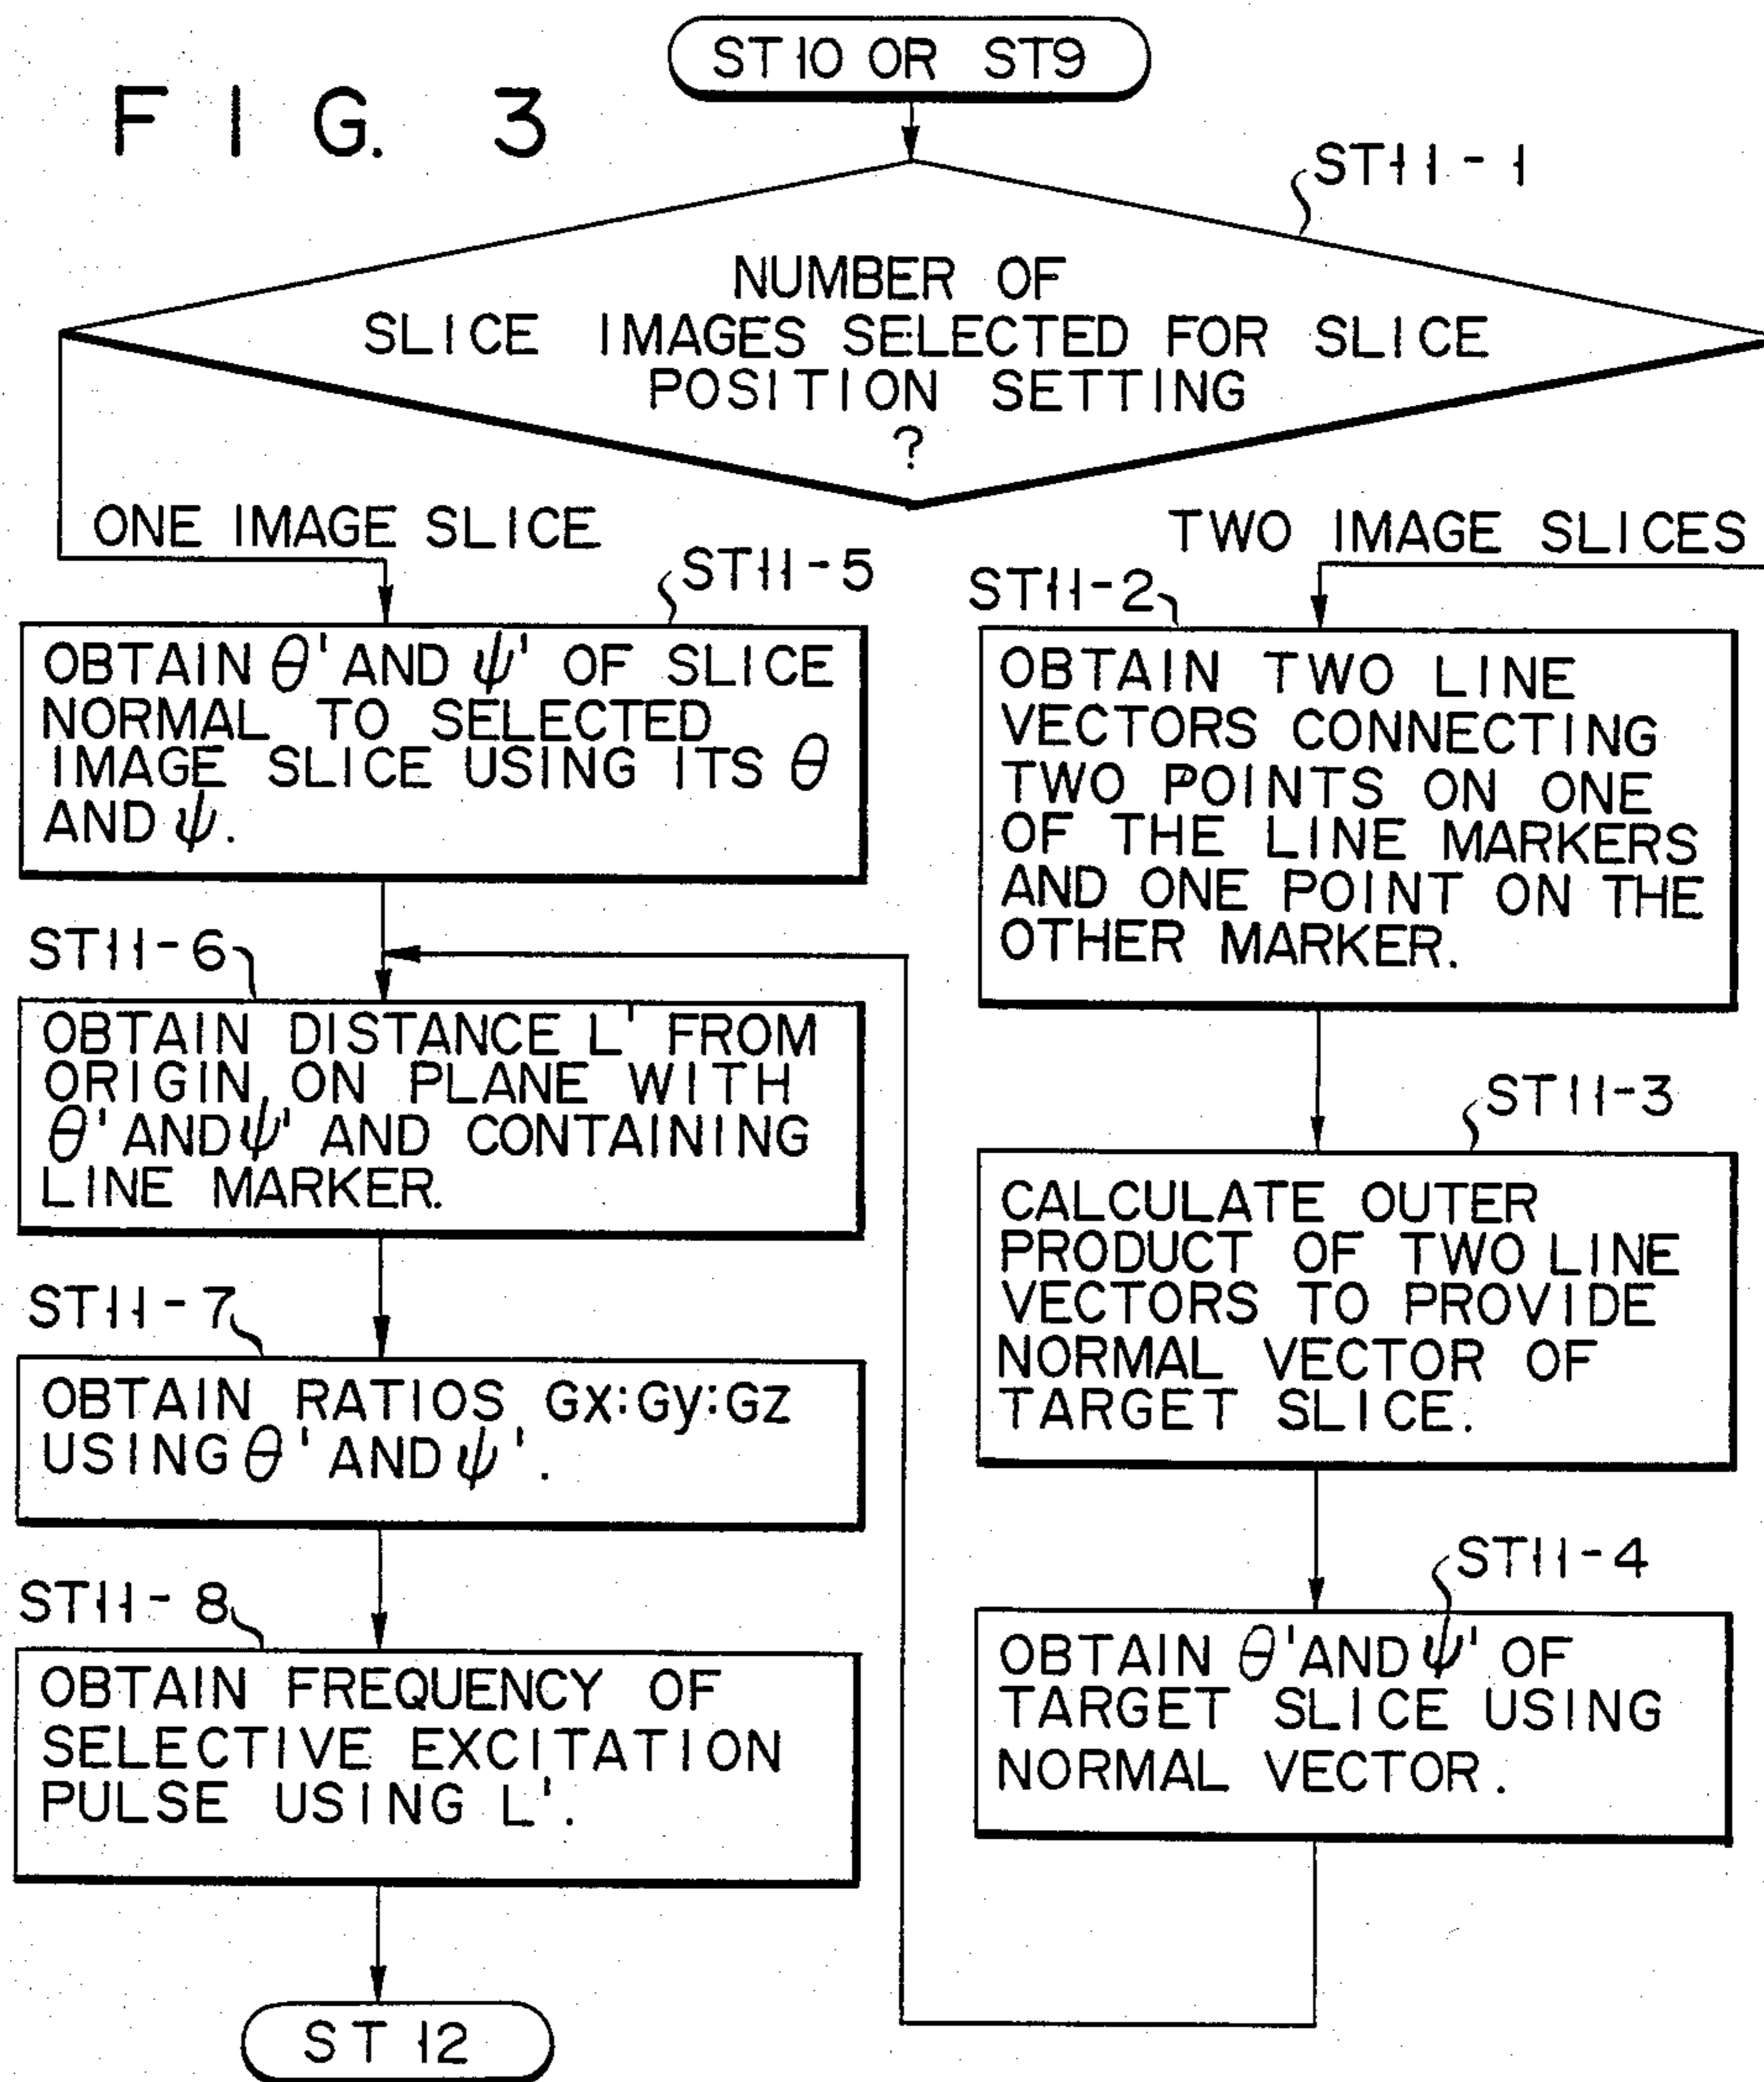 FIG. 3
ST10 OR ST9
ST11-1
NUMBER OF
SLICE IMAGES SELECTED FOR SLICE
POSITION SETTING
?
ONE IMAGE SLICE
ST11-5
OBTAIN θ' AND ψ' OF SLICE
NORMAL TO SELECTED
IMAGE SLICE USING ITS θ
AND ψ.
ST11-6
OBTAIN DISTANCE L' FROM
ORIGIN, ON PLANE WITH
θ' AND ψ' AND CONTAINING
LINE MARKER.
ST11-7
OBTAIN RATIOS Gx:Gy:Gz
USING θ' AND ψ'.
ST11-8
OBTAIN FREQUENCY OF
SELECTIVE EXCITATION
PULSE USING L'.
ST 12
TWO IMAGE SLICES
ST11-2
OBTAIN TWO LINE
VECTORS CONNECTING
TWO POINTS ON ONE
OF THE LINE MARKERS
AND ONE POINT ON THE
OTHER MARKER.
ST11-3
CALCULATE OUTER
PRODUCT OF TWO LINE
VECTORS TO PROVIDE
NORMAL VECTOR OF
TARGET SLICE.
ST11-4
OBTAIN θ' AND ψ' OF
TARGET SLICE USING
NORMAL VECTOR.